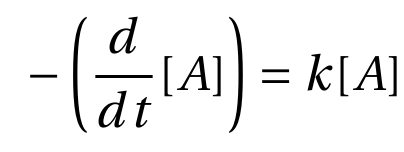 −(d/dt [A]) = k[A]